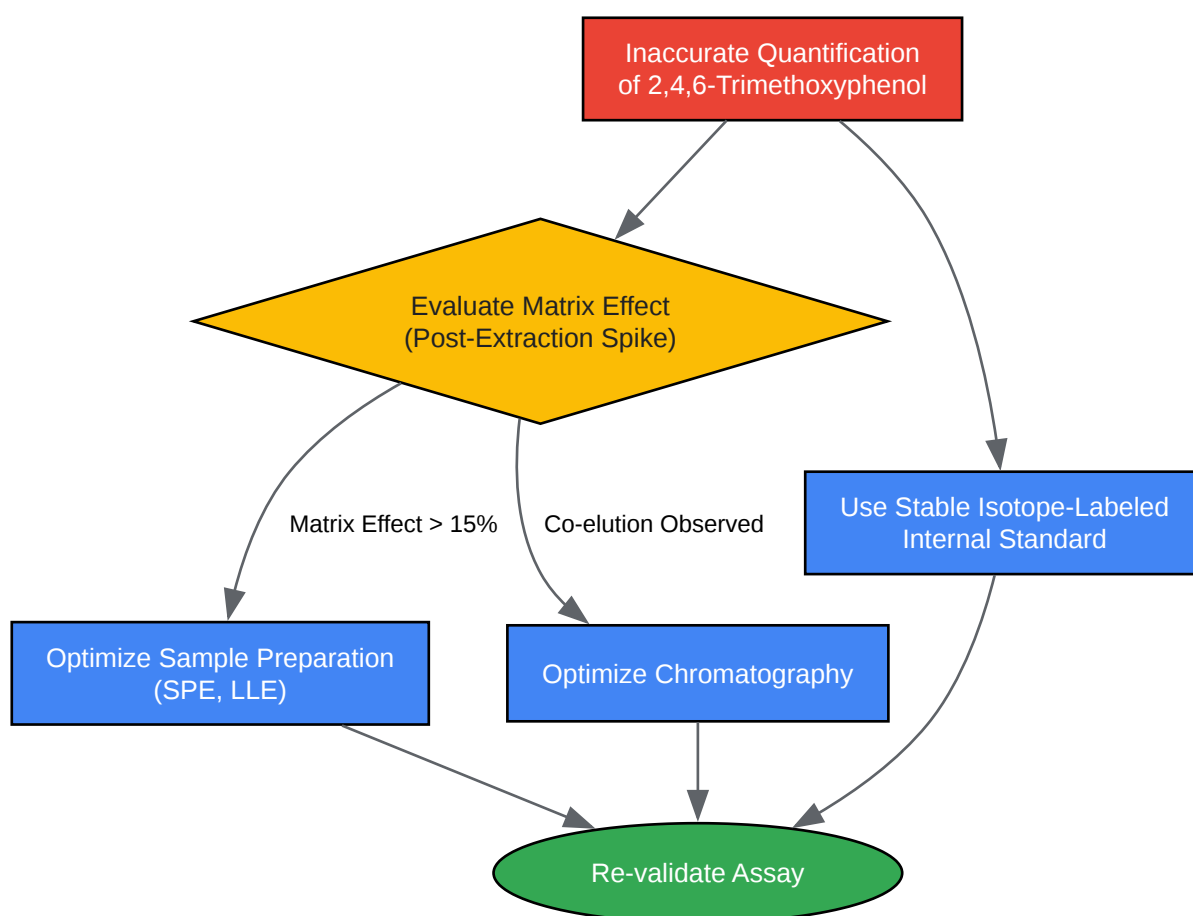 Inaccurate Quantification
of 2,4,6-Trimethoxyphenol
Evaluate Matrix Effect
(Post-Extraction Spike)
Matrix Effect > 15%
Co-elution Observed
Use Stable Isotope-Labeled
Internal Standard
Optimize Sample Preparation
(SPE, LLE)
Optimize Chromatography
Re-validate Assay